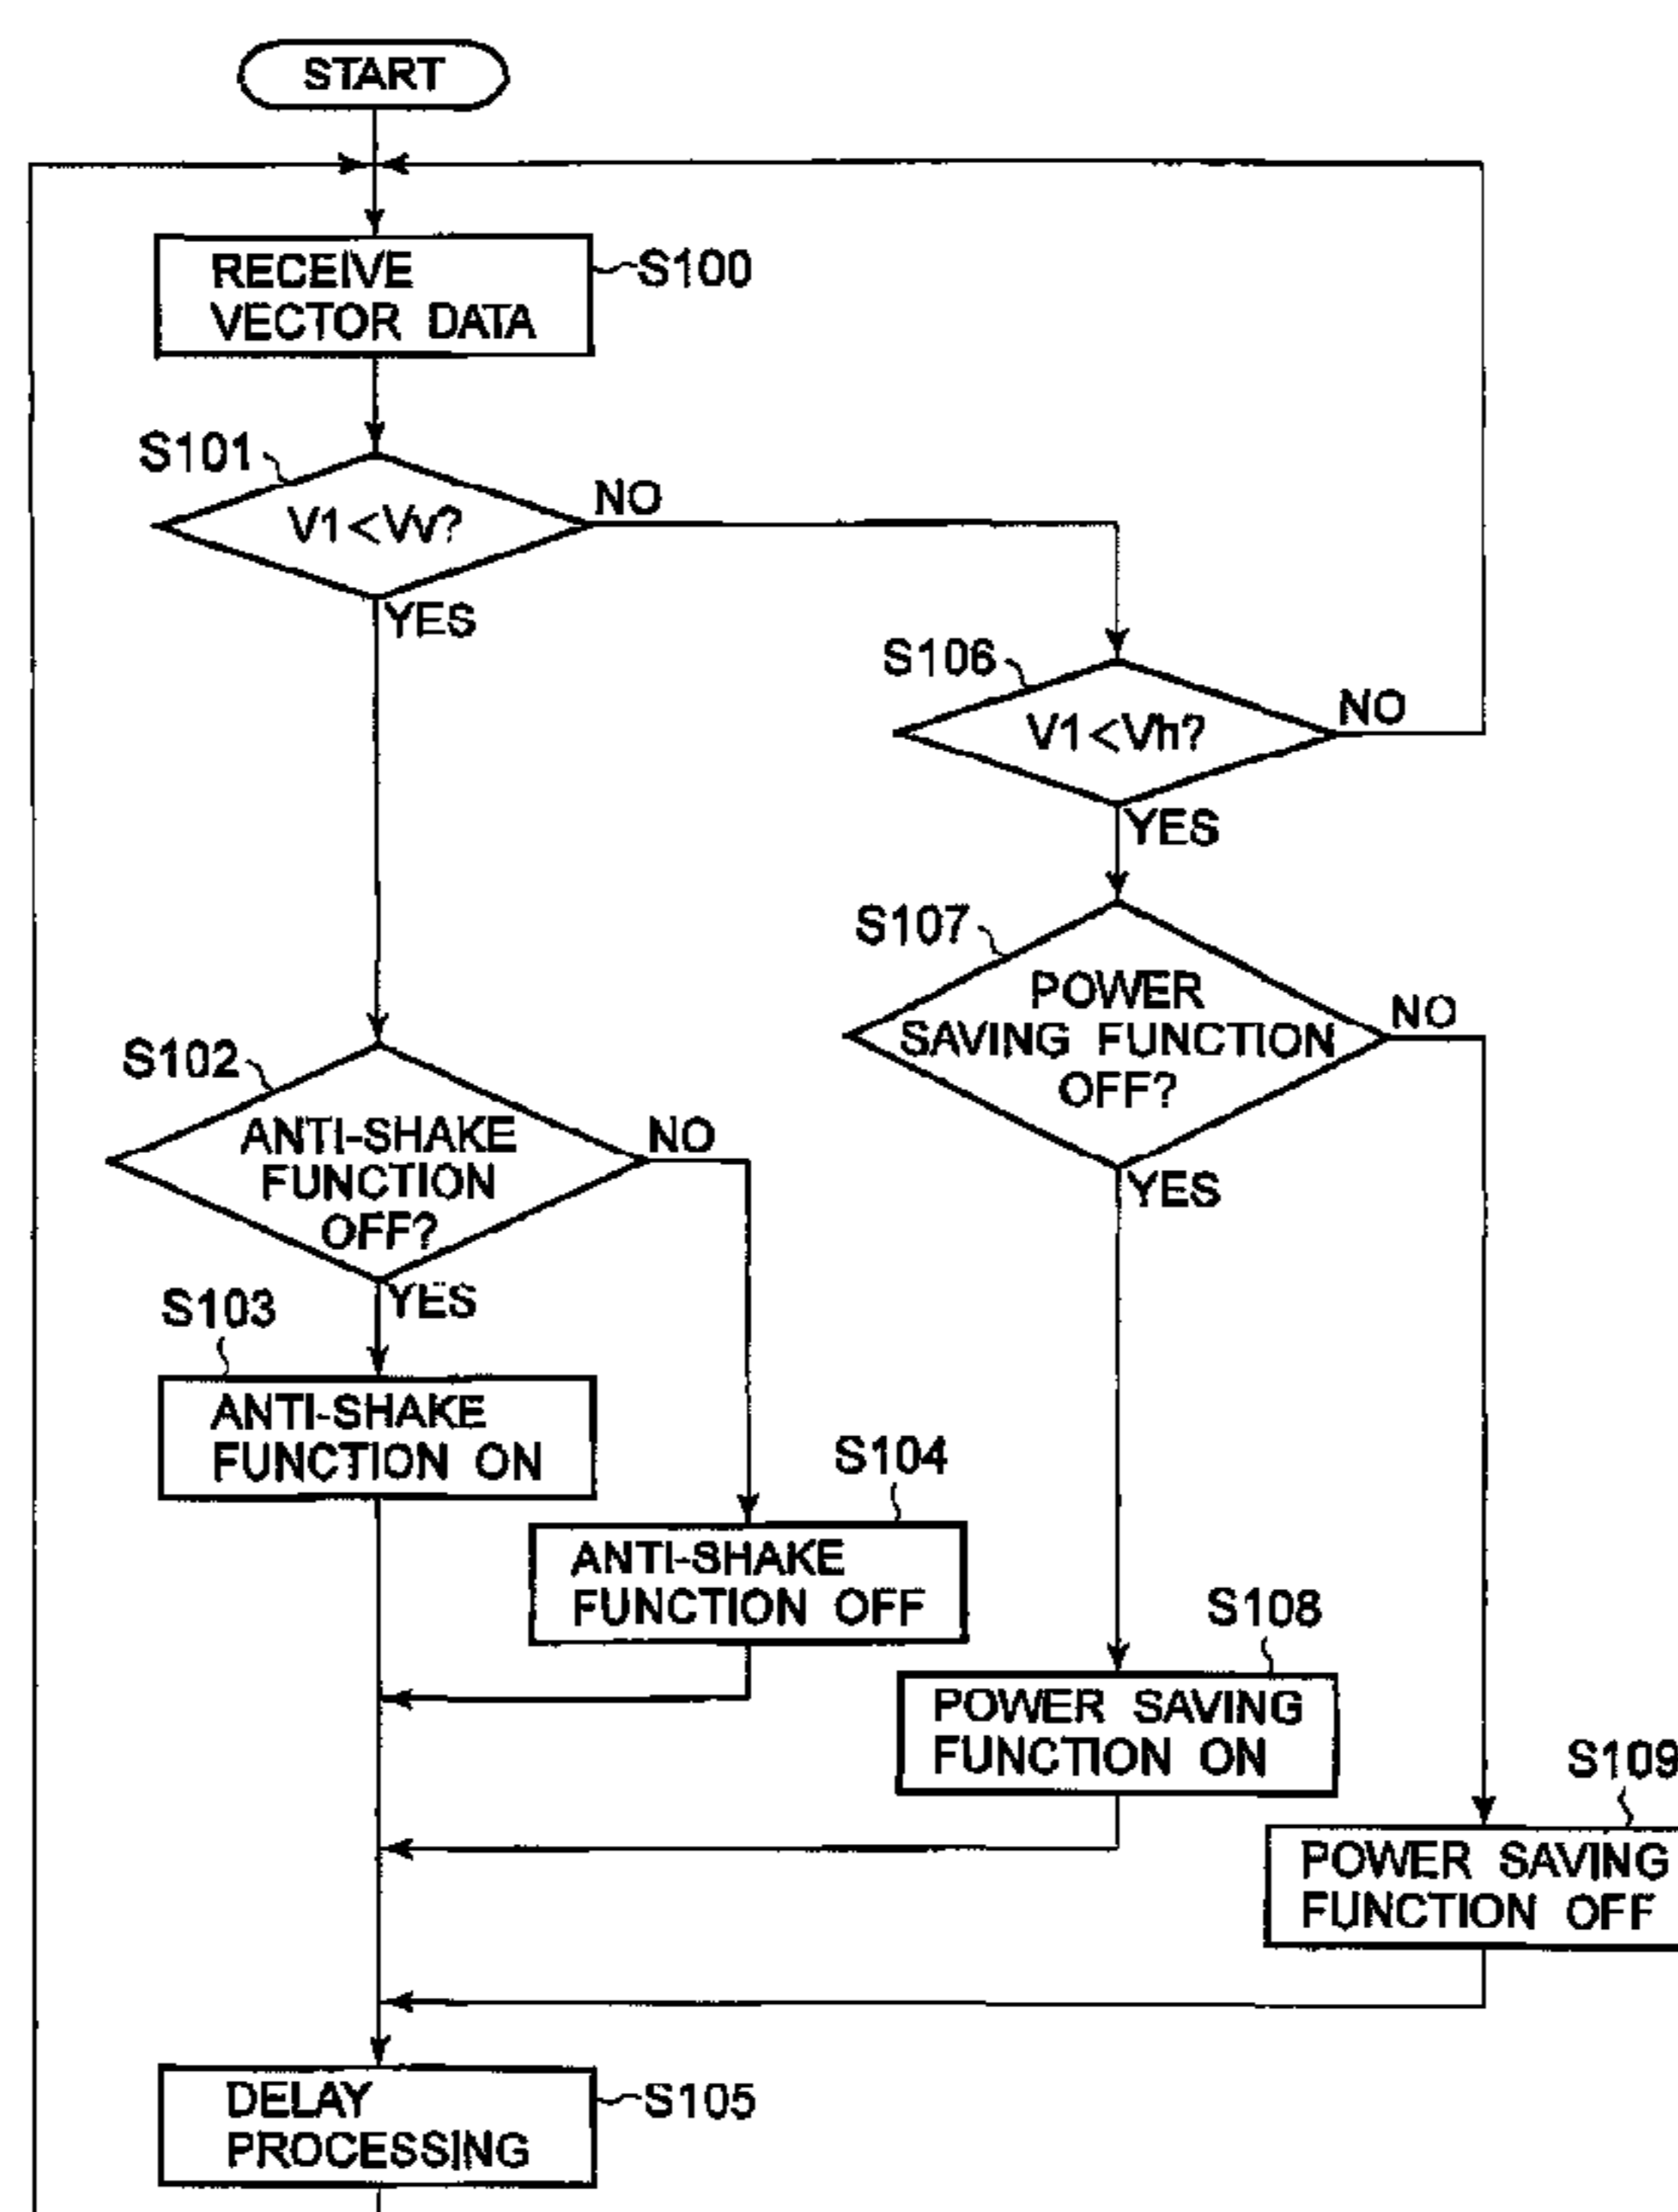 START
RECEIVE
VECTOR DATA
S100
S101
V1<Vv?
NO
YES
S106
V1<Vh?
NO
YES
S107
POWER
SAVING FUNCTION
OFF?
NO
YES
S102
ANTI-SHAKE
FUNCTION
OFF?
NO
YES
S103
ANTI-SHAKE
FUNCTION ON
S104
ANTI-SHAKE
FUNCTION OFF
S108
POWER SAVING
FUNCTION ON
S109
POWER SAVING
FUNCTION OFF
DELAY
PROCESSING
S105